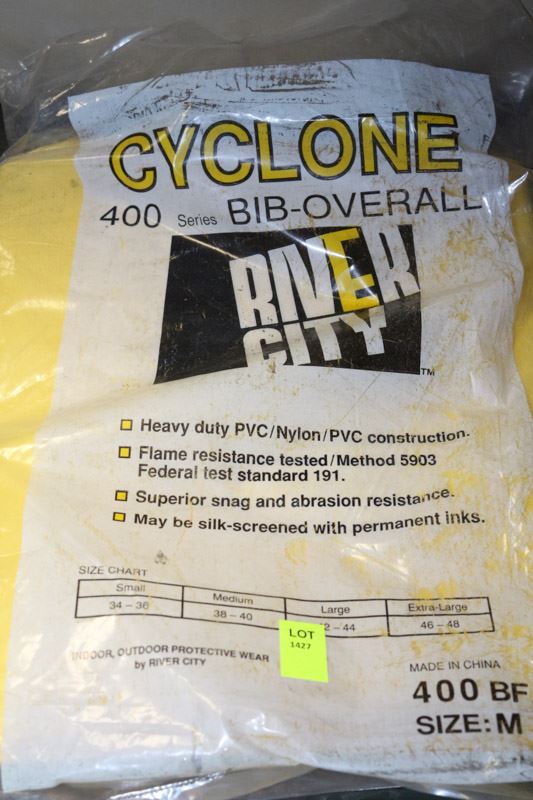 CYCLONE
400 Series BIB-OVERALL
RIVER
CITY
TM
Heavy duty PVC/Nylon/PVC construction.
Flame resistance tested/Method 5903
Federal test standard 191.
Superior snag and abrasion resistance.
May be silk-screened with permanent inks.
SIZE CHART
Small Medium Large Extra-Large
34 – 36 38 – 40 2 – 44 46 – 48
LOT
1427
INDOOR, OUTDOOR PROTECTIVE WEAR
by RIVER CITY
MADE IN CHINA
400 BF
SIZE: M